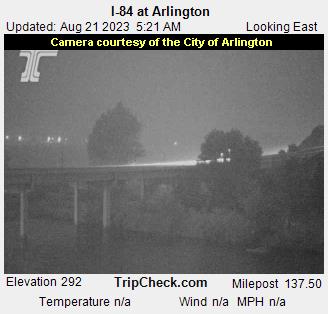 I-84 at Arlington
Updated: Aug 21 2023 5:21 AM Looking East
Camera courtesy of the City of Arlington
Elevation 292 TripCheck.com Milepost 137.50
Temperature n/a Wind n/a MPH n/a